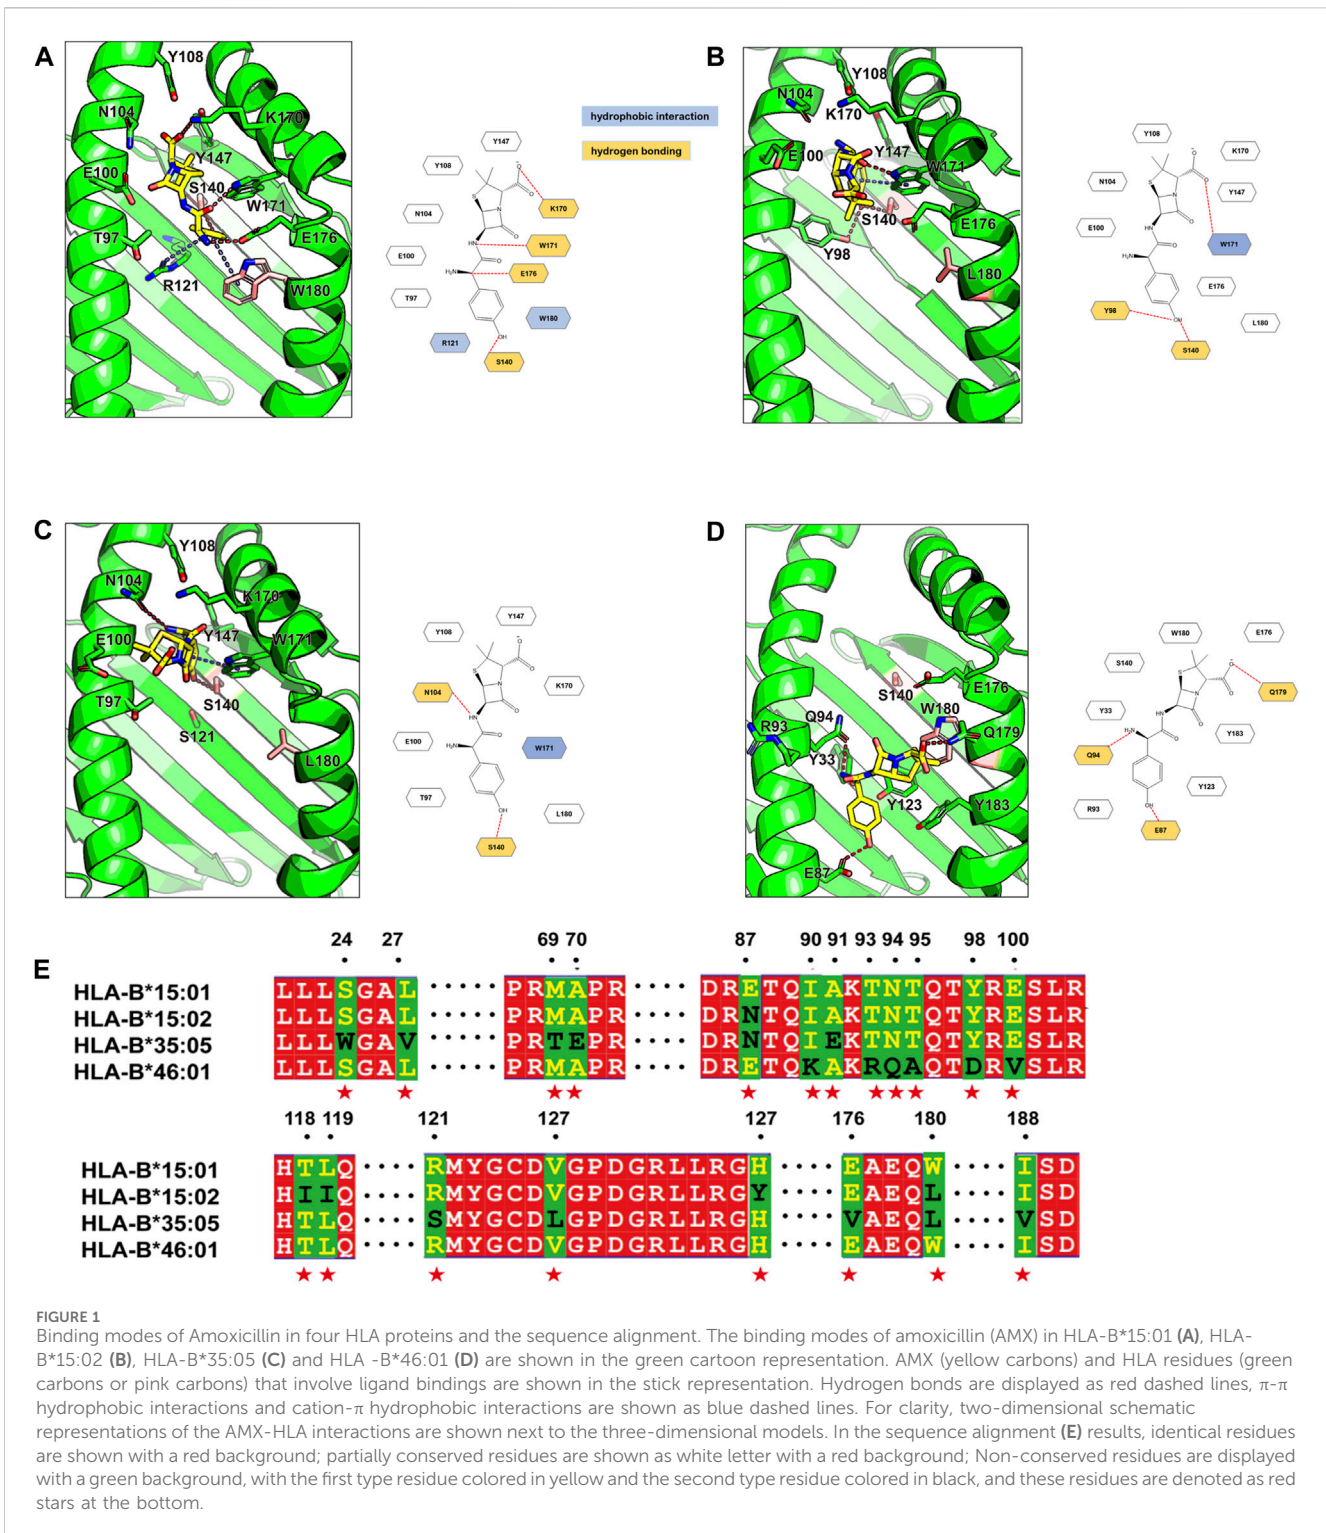 A
Y108
N104
K170
E100
Y147
S140
W171
T97
E176
R121
W180
Y147
Y108
N104
K170
W171
E100
E176
T97
W180
R121
S140
S
N
O
O
O
O
HN
H₂N
OH
hydrophobic interaction
hydrogen bonding
B
Y108
N104
K170
E100
Y147
W171
S140
E176
Y98
L180
Y108
K170
N104
Y147
E100
W171
E176
Y98
L180
S140
S
N
O
O
O
O
HN
H₂N
OH
C
Y108
N104
K170
E100
Y147
W171
T97
S140
S121
L180
Y147
Y108
N104
K170
E100
W171
T97
L180
S140
S
N
O
O
O
O
HN
H₂N
OH
D
E176
S140
W180
R93
Q94
Q179
Y33
Y123
Y183
E87
W180
E176
S140
Q179
Y33
Y183
Q94
Y123
R93
E87
S
N
O
O
O
O
HN
H₂N
OH
E
24 27 69 70 87 90 91 93 94 95 98 100
HLA-B*15:01 LLLSGAL ····· PRMAPR ···· DRETQIAKTNTQTYRESLR
HLA-B*15:02 LLLSGAL ····· PRMAPR ···· DRNTQIAKTNTQTYRESLR
HLA-B*35:05 LLLWGAV ····· PRTEPR ···· DRNTQIEKTNTQTYRESLR
HLA-B*46:01 LLLSGAL ····· PRMAPR ···· DRETQKAKRQAQTDRVSLR
118 119 121 127 127 176 180 188
HLA-B*15:01 HTLQ ···· RMYGCDVGPDGRLLRGH ···· EAEQW ···· ISD
HLA-B*15:02 HIIQ ···· RMYGCDVGPDGRLLRGY ···· EAEQL ···· ISD
HLA-B*35:05 HTLQ ···· SMYGCDLGPDGRLLRGH ···· VAEQL ···· VSD
HLA-B*46:01 HTLQ ···· RMYGCDVGPDGRLLRGH ···· EAEQW ···· ISD
FIGURE 1
Binding modes of Amoxicillin in four HLA proteins and the sequence alignment. The binding modes of amoxicillin (AMX) in HLA-B*15:01 (A), HLA-
B*15:02 (B), HLA-B*35:05 (C) and HLA -B*46:01 (D) are shown in the green cartoon representation. AMX (yellow carbons) and HLA residues (green
carbons or pink carbons) that involve ligand bindings are shown in the stick representation. Hydrogen bonds are displayed as red dashed lines, π-π
hydrophobic interactions and cation-π hydrophobic interactions are shown as blue dashed lines. For clarity, two-dimensional schematic
representations of the AMX-HLA interactions are shown next to the three-dimensional models. In the sequence alignment (E) results, identical residues
are shown with a red background; partially conserved residues are shown as white letter with a red background; Non-conserved residues are displayed
with a green background, with the first type residue colored in yellow and the second type residue colored in black, and these residues are denoted as red
stars at the bottom.